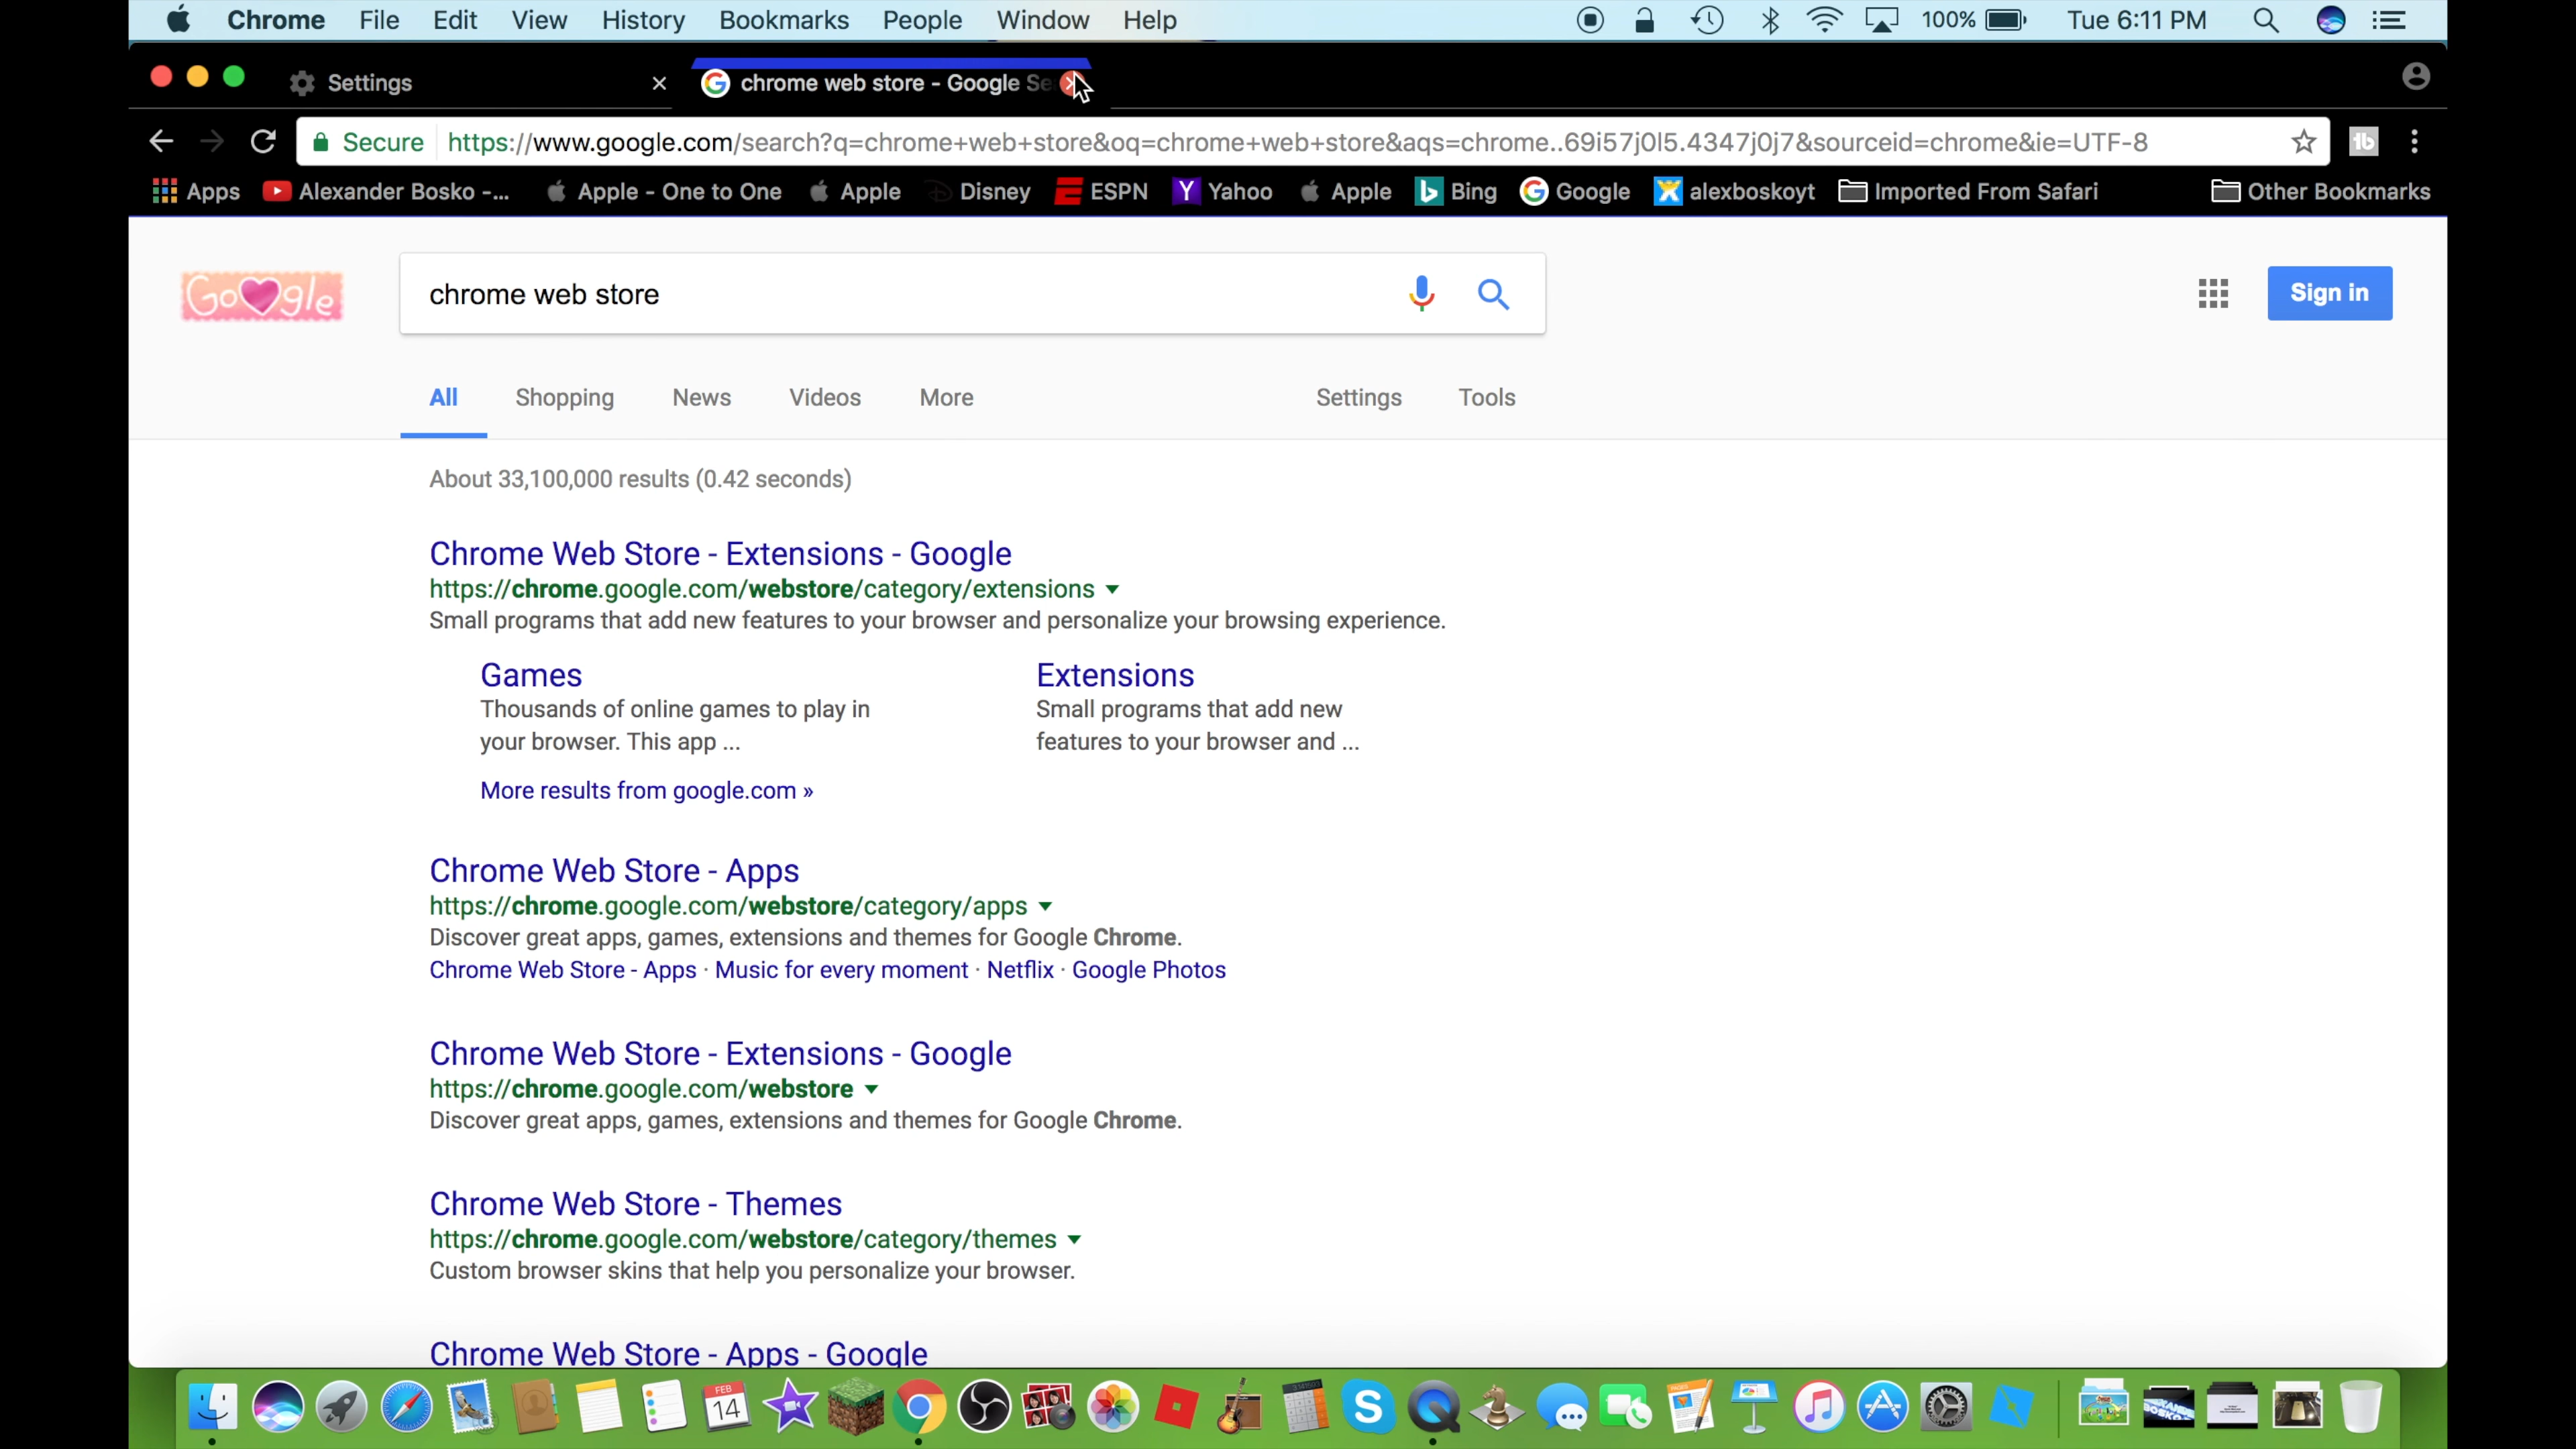 Chrome File Edit View History Bookmarks People Window Help 100% Tue 6:11 PM
Settings chrome web store - Google Se
Secure https://www.google.com/search?q=chrome+web+store&oq=chrome+web+store&aqs=chrome..69i57j0l5.4347j0j7&sourceid=chrome&ie=UTF-8
Apps Alexander Bosko -... Apple - One to One Apple Disney ESPN Yahoo Apple Bing Google alexboskoyt Imported From Safari Other Bookmarks
Google chrome web store Sign in
All Shopping News Videos More Settings Tools
About 33,100,000 results (0.42 seconds)
Chrome Web Store - Extensions - Google
https://chrome.google.com/webstore/category/extensions
Small programs that add new features to your browser and personalize your browsing experience.
Games Extensions
Thousands of online games to play in Small programs that add new
your browser. This app ... features to your browser and ...
More results from google.com »
Chrome Web Store - Apps
https://chrome.google.com/webstore/category/apps
Discover great apps, games, extensions and themes for Google Chrome.
Chrome Web Store - Apps · Music for every moment · Netflix · Google Photos
Chrome Web Store - Extensions - Google
https://chrome.google.com/webstore
Discover great apps, games, extensions and themes for Google Chrome.
Chrome Web Store - Themes
https://chrome.google.com/webstore/category/themes
Custom browser skins that help you personalize your browser.
Chrome Web Store - Apps - Google
FEB
14